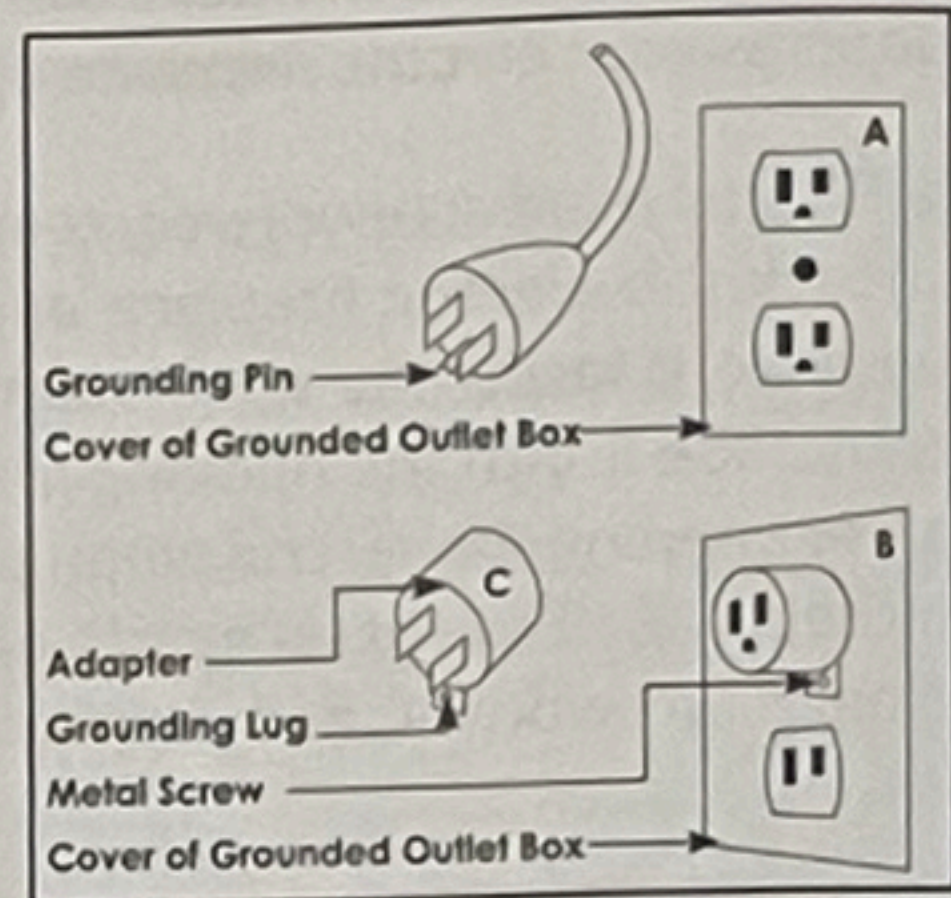 A
Grounding Pin
Cover of Grounded Outlet Box
B
C
Adapter
Grounding Lug
Metal Screw
Cover of Grounded Outlet Box